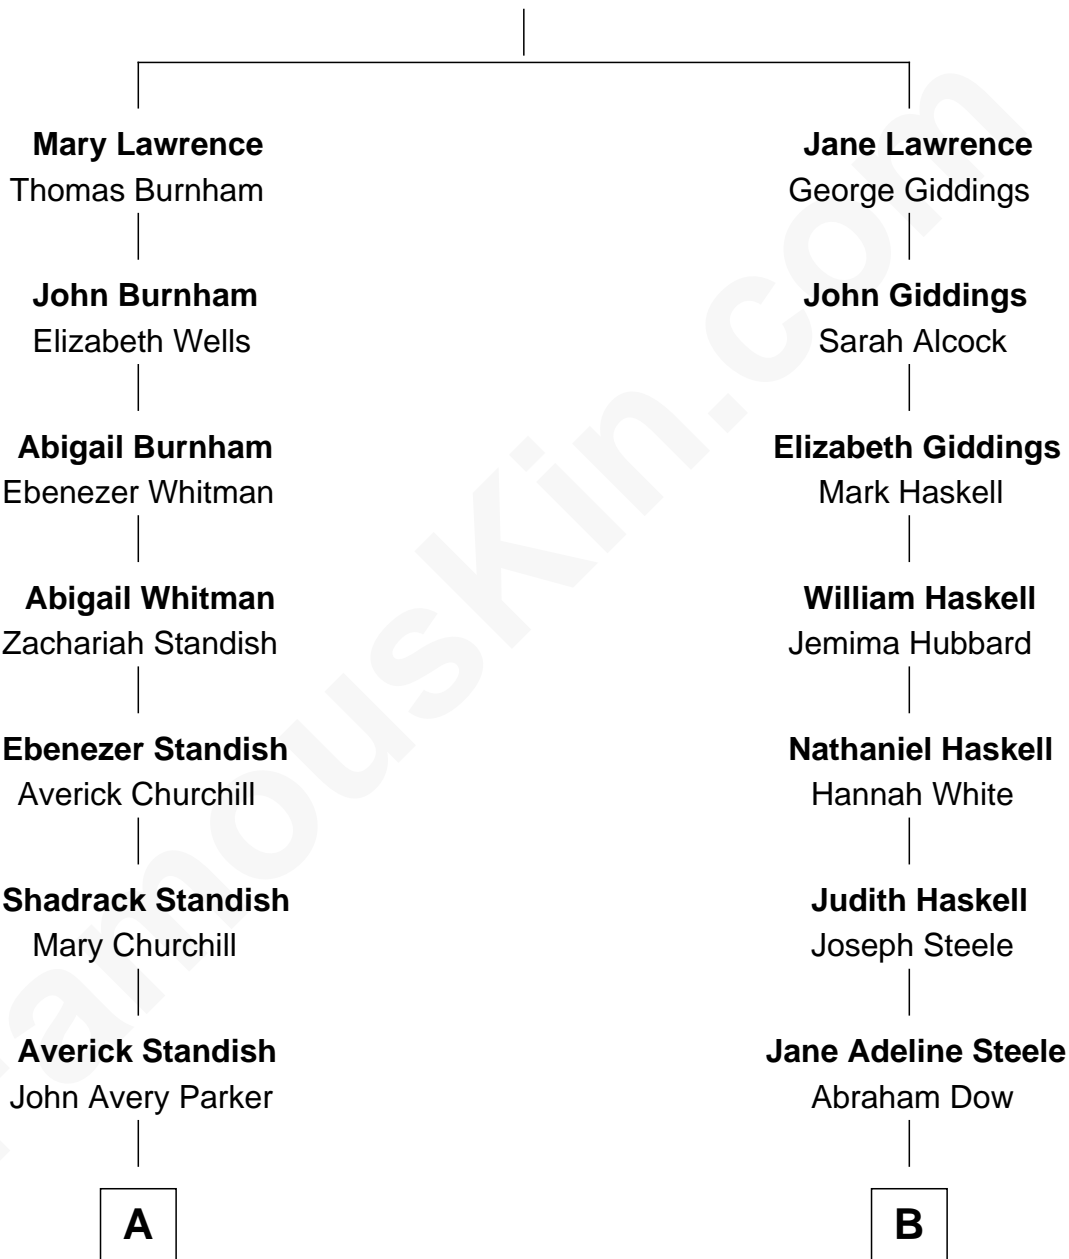 Mary Lawrence
Thomas Burnham
Jane Lawrence
George Giddings
John Burnham
Elizabeth Wells
John Giddings
Sarah Alcock
Abigail Burnham
Ebenezer Whitman
Elizabeth Giddings
Mark Haskell
Abigail Whitman
Zachariah Standish
William Haskell
Jemima Hubbard
Ebenezer Standish
Averick Churchill
Nathaniel Haskell
Hannah White
Shadrack Standish
Mary Churchill
Judith Haskell
Joseph Steele
Averick Standish
John Avery Parker
Jane Adeline Steele
Abraham Dow
A
B
FamousKin.com